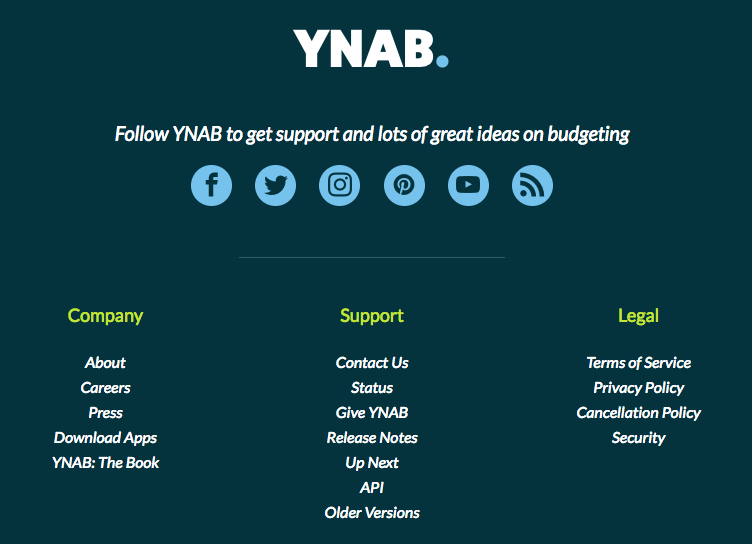 YNAB.
Follow YNAB to get support and lots of great ideas on budgeting
Company
About
Careers
Press
Download Apps
YNAB: The Book
Support
Contact Us
Status
Give YNAB
Release Notes
Up Next
API
Older Versions
Legal
Terms of Service
Privacy Policy
Cancellation Policy
Security